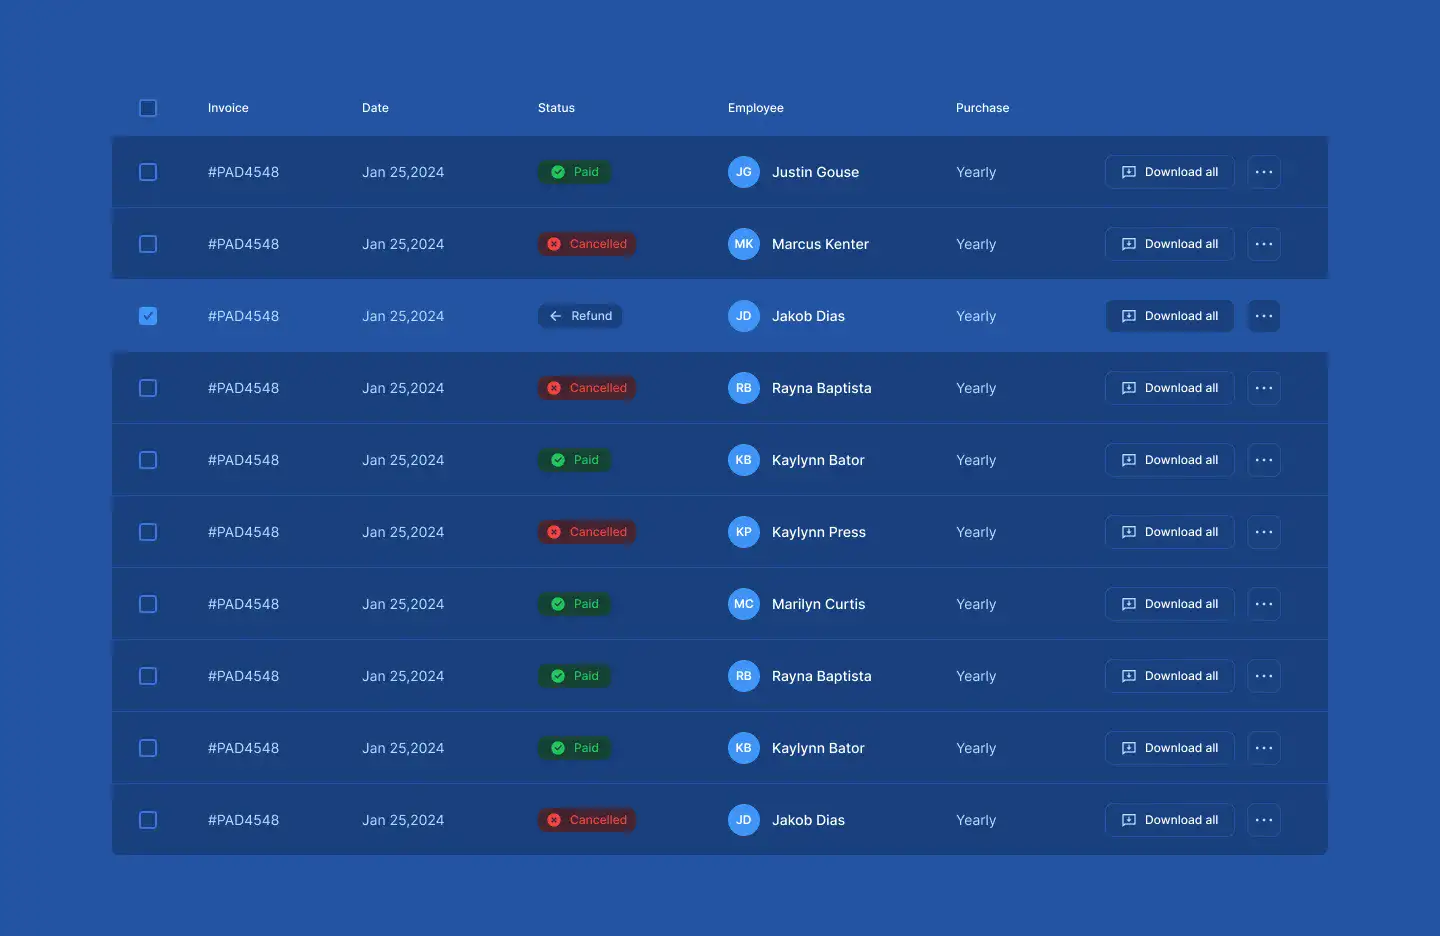 Invoice Date Status Employee Purchase
#PAD4548 Jan 25,2024 Paid JG Justin Gouse Yearly Download all
#PAD4548 Jan 25,2024 Cancelled MK Marcus Kenter Yearly Download all
#PAD4548 Jan 25,2024 Refund JD Jakob Dias Yearly Download all
#PAD4548 Jan 25,2024 Cancelled RB Rayna Baptista Yearly Download all
#PAD4548 Jan 25,2024 Paid KB Kaylynn Bator Yearly Download all
#PAD4548 Jan 25,2024 Cancelled KP Kaylynn Press Yearly Download all
#PAD4548 Jan 25,2024 Paid MC Marilyn Curtis Yearly Download all
#PAD4548 Jan 25,2024 Paid RB Rayna Baptista Yearly Download all
#PAD4548 Jan 25,2024 Paid KB Kaylynn Bator Yearly Download all
#PAD4548 Jan 25,2024 Cancelled JD Jakob Dias Yearly Download all